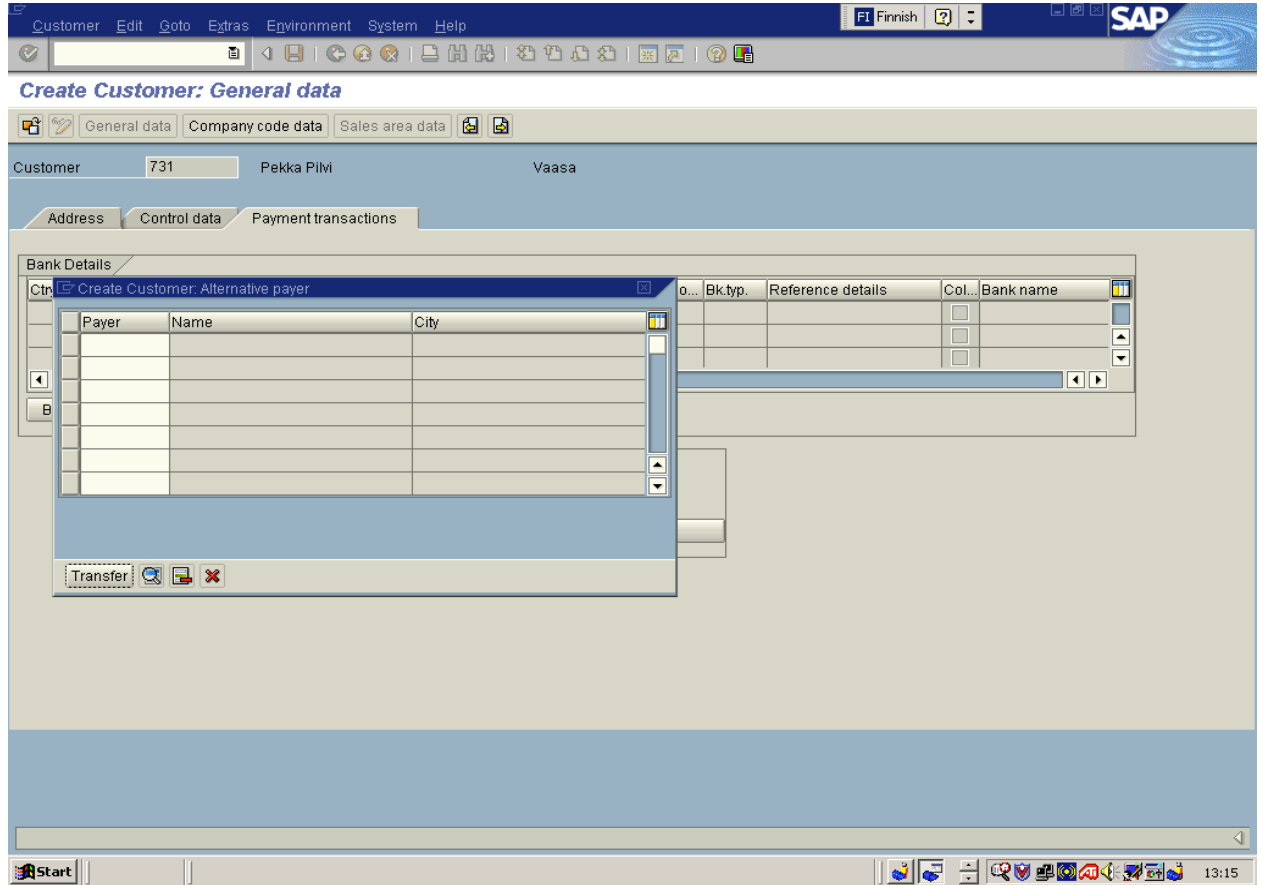 Customer Edit Goto Extras Environment System Help
FI Finnish
SAP
Create Customer: General data
General data Company code data Sales area data
Customer 731 Pekka Pilvi Vaasa
Address Control data Payment transactions
Bank Details
Create Customer: Alternative payer
o... Bk.typ. Reference details Col... Bank name
Payer Name City
B
Transfer
Start 13:15